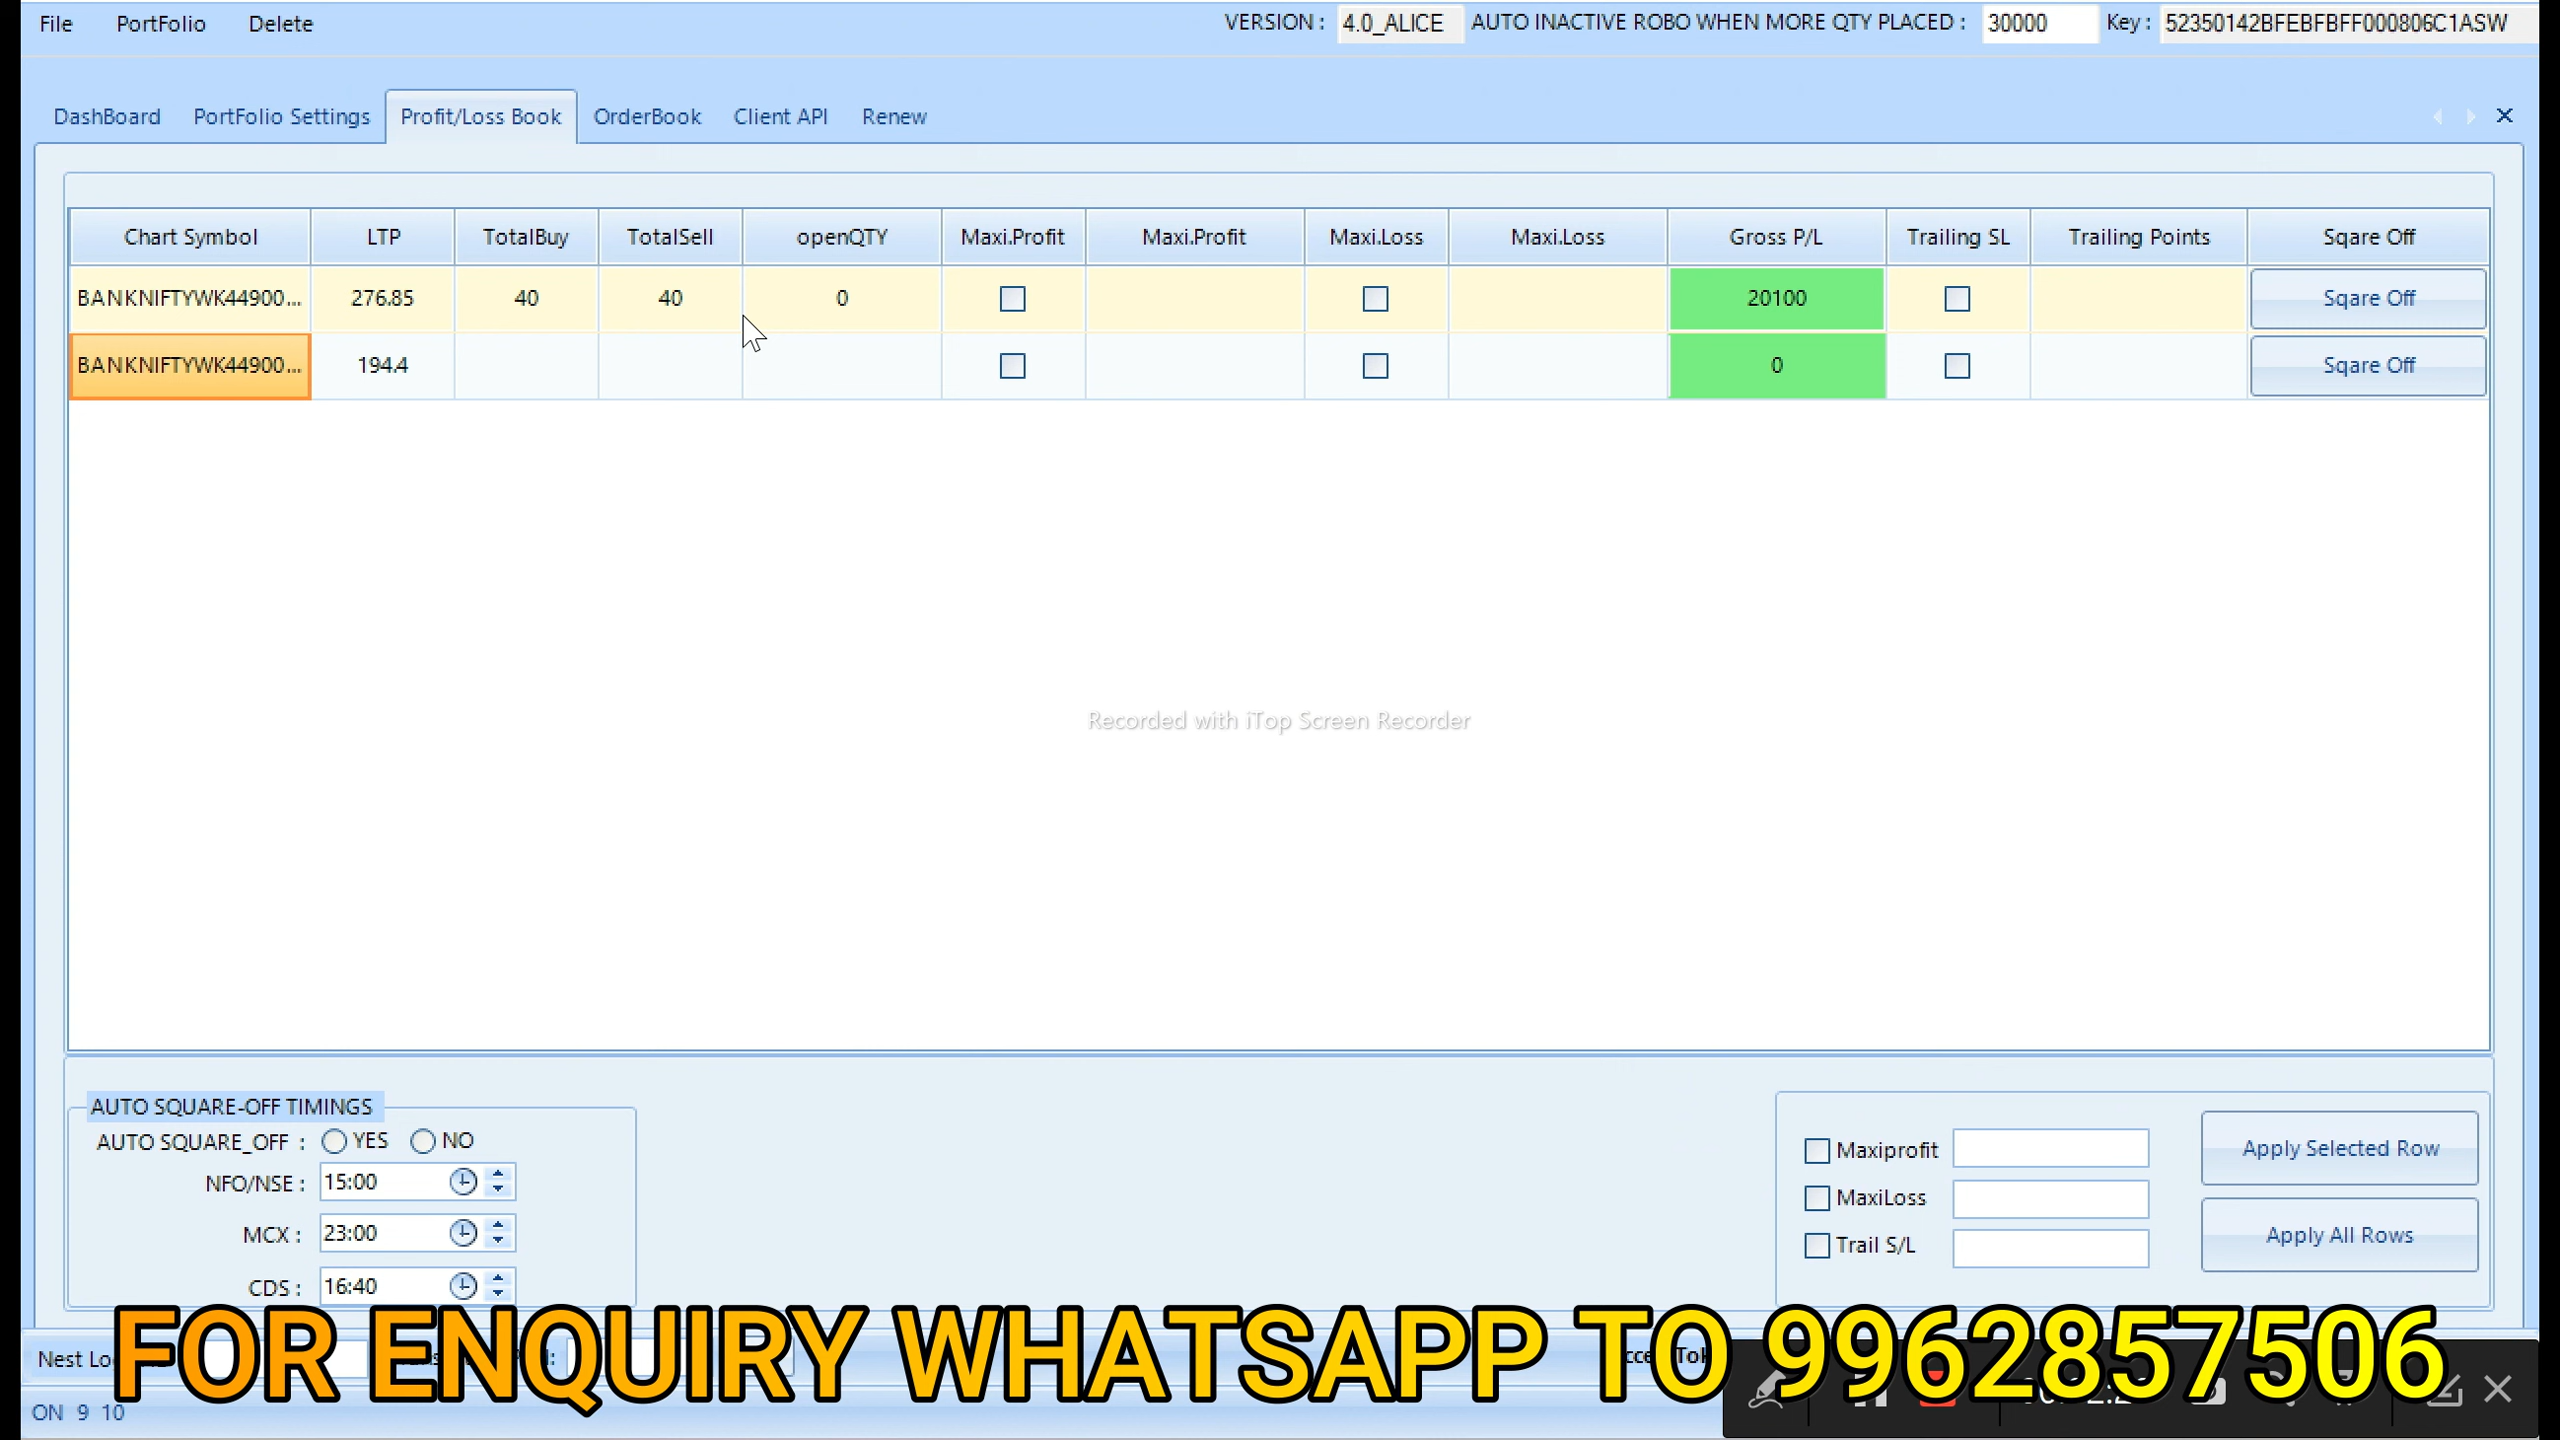 File PortFolio Delete VERSION : 4.0_ALICE AUTO INACTIVE ROBO WHEN MORE QTY PLACED : 30000 Key : 52350142BFEBFBFF000806C1ASW
DashBoard PortFolio Settings Profit/Loss Book OrderBook Client API Renew
Chart Symbol LTP TotalBuy TotalSell openQTY Maxi.Profit Maxi.Profit Maxi.Loss Maxi.Loss Gross P/L Trailing SL Trailing Points Sqare Off
BANKNIFTYWK44900... 276.85 40 40 0 20100 Sqare Off
BANKNIFTYWK44900... 194.4 0 Sqare Off
Recorded with iTop Screen Recorder
AUTO SQUARE-OFF TIMINGS
AUTO SQUARE_OFF : YES NO
NFO/NSE : 15:00
MCX : 23:00
CDS : 16:40
Maxiprofit Apply Selected Row
MaxiLoss
Trail S/L Apply All Rows
FOR ENQUIRY WHATSAPP TO 9962857506
Nest
ON 9 10